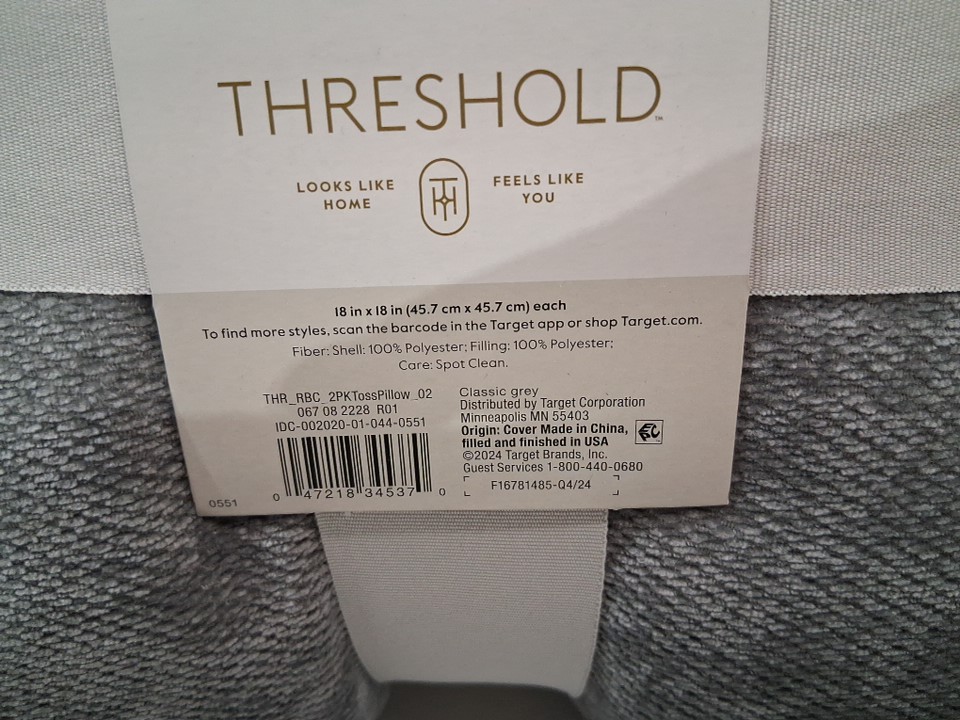 THRESHOLD™
LOOKS LIKE HOME
FEELS LIKE YOU
18 in x 18 in (45.7 cm x 45.7 cm) each
To find more styles, scan the barcode in the Target app or shop Target.com.
Fiber: Shell: 100% Polyester; Filling: 100% Polyester;
Care: Spot Clean.
THR_RBC_2PKTossPillow_02
067 08 2228 R01
IDC-002020-01-044-0551
0 47218 34537 0
0551
Classic grey
Distributed by Target Corporation
Minneapolis MN 55403
Origin: Cover Made in China,
filled and finished in USA
©2024 Target Brands, Inc.
Guest Services 1-800-440-0680
F16781485-Q4/24